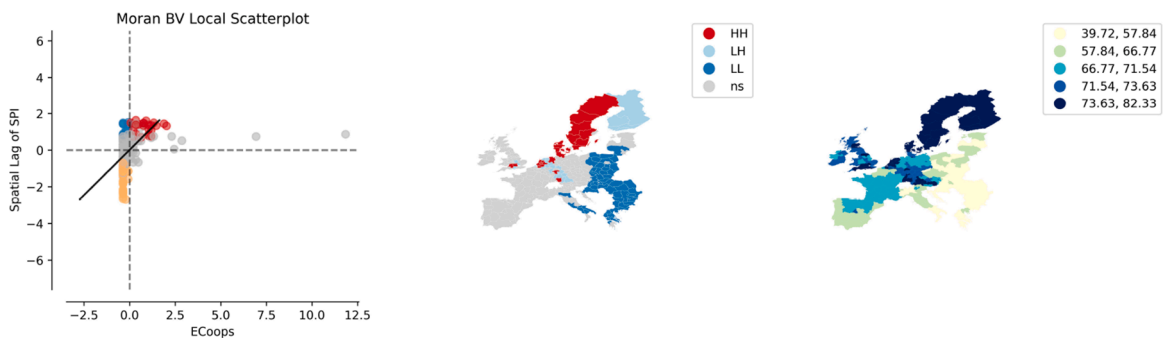 Moran BV Local Scatterplot
6
4
2
0
−2
−4
−6
Spatial Lag of SPI
−2.5 0.0 2.5 5.0 7.5 10.0 12.5
ECoops
HH
LH
LL
ns
39.72, 57.84
57.84, 66.77
66.77, 71.54
71.54, 73.63
73.63, 82.33